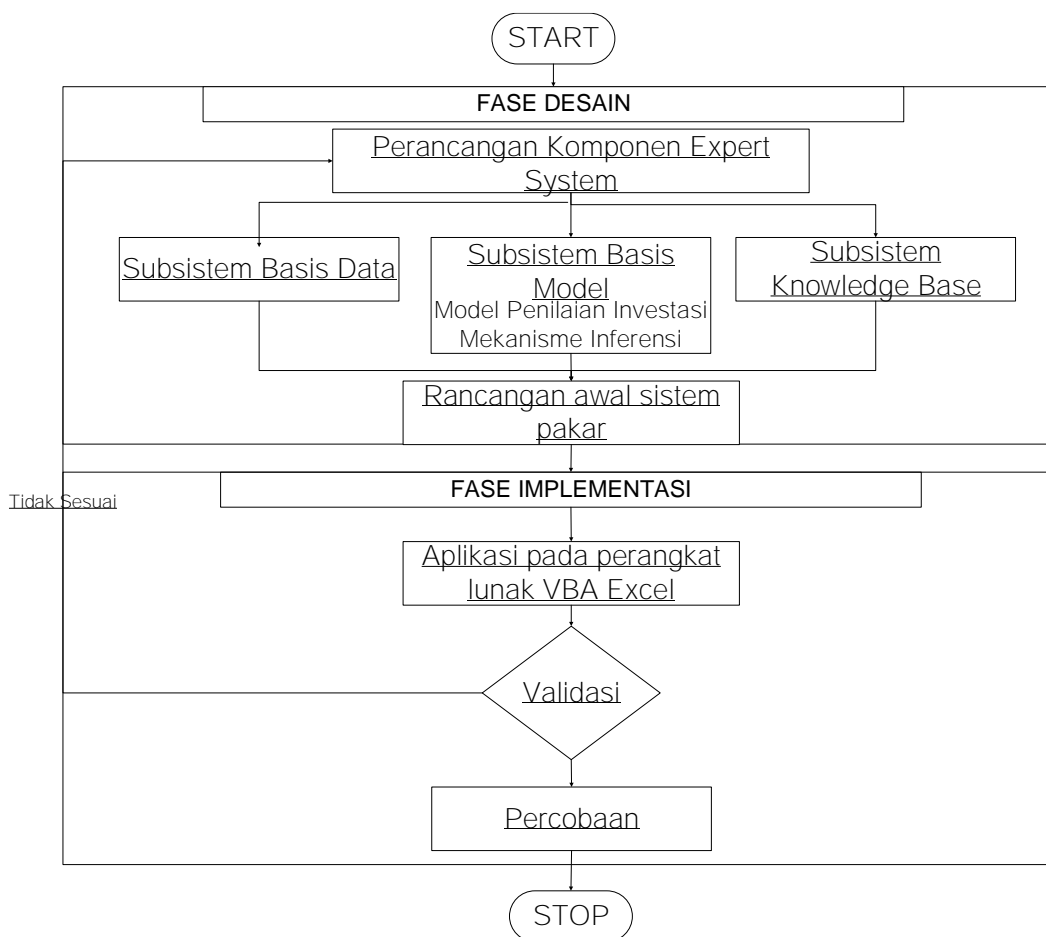 START
FASE DESAIN
Perancangan Komponen Expert
System
Subsistem Basis Data
Subsistem Basis
Model
Model Penilaian Investasi
Mekanisme Inferensi
Subsistem
Knowledge Base
Rancangan awal sistem
pakar
FASE IMPLEMENTASI
Tidak Sesuai
Aplikasi pada perangkat
lunak VBA Excel
Validasi
Percobaan
STOP